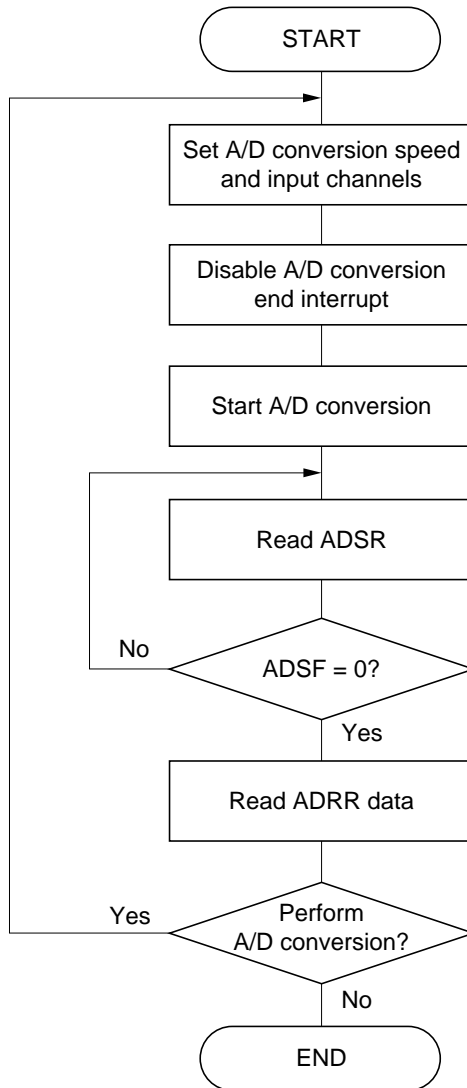 START
Set A/D conversion speed
and input channels
Disable A/D conversion
end interrupt
Start A/D conversion
Read ADSR
No
ADSF = 0?
Yes
Read ADRR data
Yes
Perform
A/D conversion?
No
END